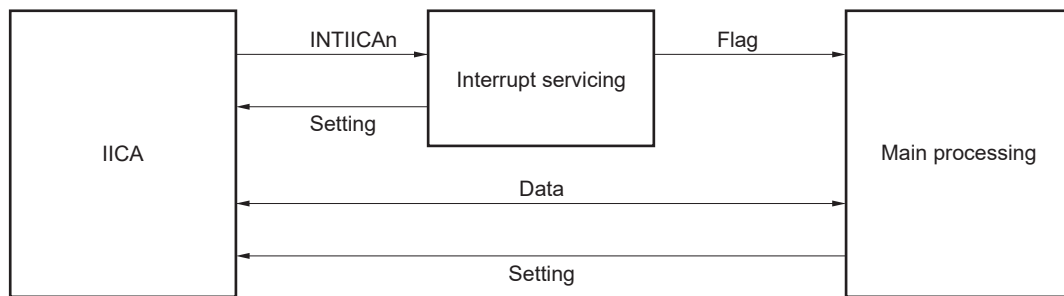 INTIICAn
Flag
Interrupt servicing
Setting
IICA
Main processing
Data
Setting